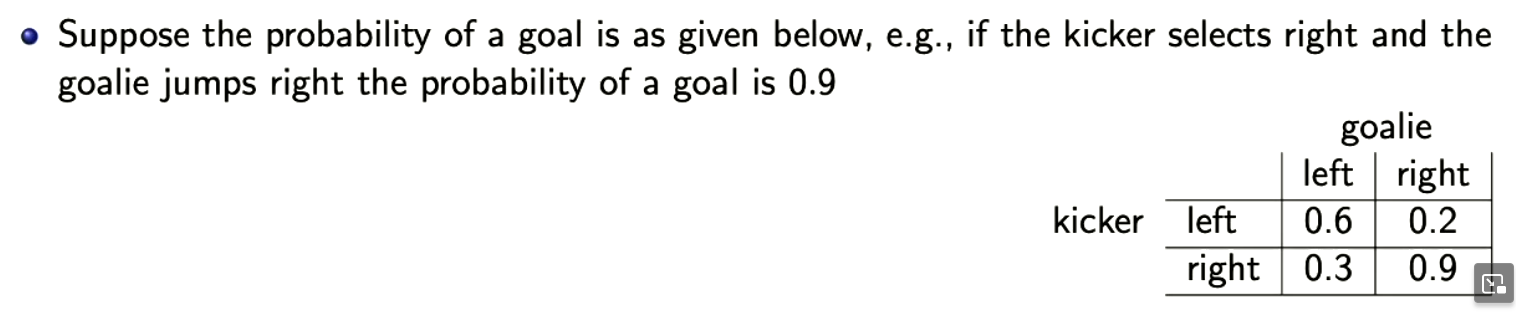 Suppose the probability of a goal is as given below, e.g., if the kicker selects right and the
goalie jumps right the probability of a goal is 0.9
goalie
left right
kicker left 0.6 0.2
right 0.3 0.9